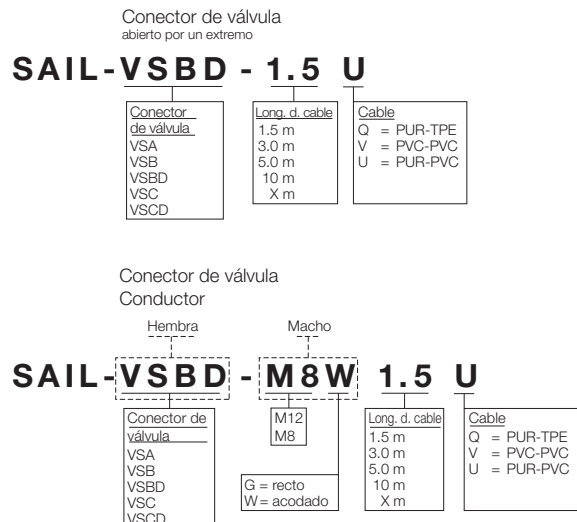 Conector de válvula
abierto por un extremo
SAIL-VSBD - 1.5 U
Conector
de válvula
VSA
VSB
VSBD
VSC
VSCD
Long. d. cable
1.5 m
3.0 m
5.0 m
10 m
X m
Cable
Q = PUR-TPE
V = PVC-PVC
U = PUR-PVC
Conector de válvula
Conductor
Hembra
Macho
SAIL-VSBD - M8W 1.5 U
Conector de
válvula
VSA
VSB
VSBD
VSC
VSCD
M12
M8
G = recto
W = acodado
Long. d. cable
1.5 m
3.0 m
5.0 m
10 m
X m
Cable
Q = PUR-TPE
V = PVC-PVC
U = PUR-PVC